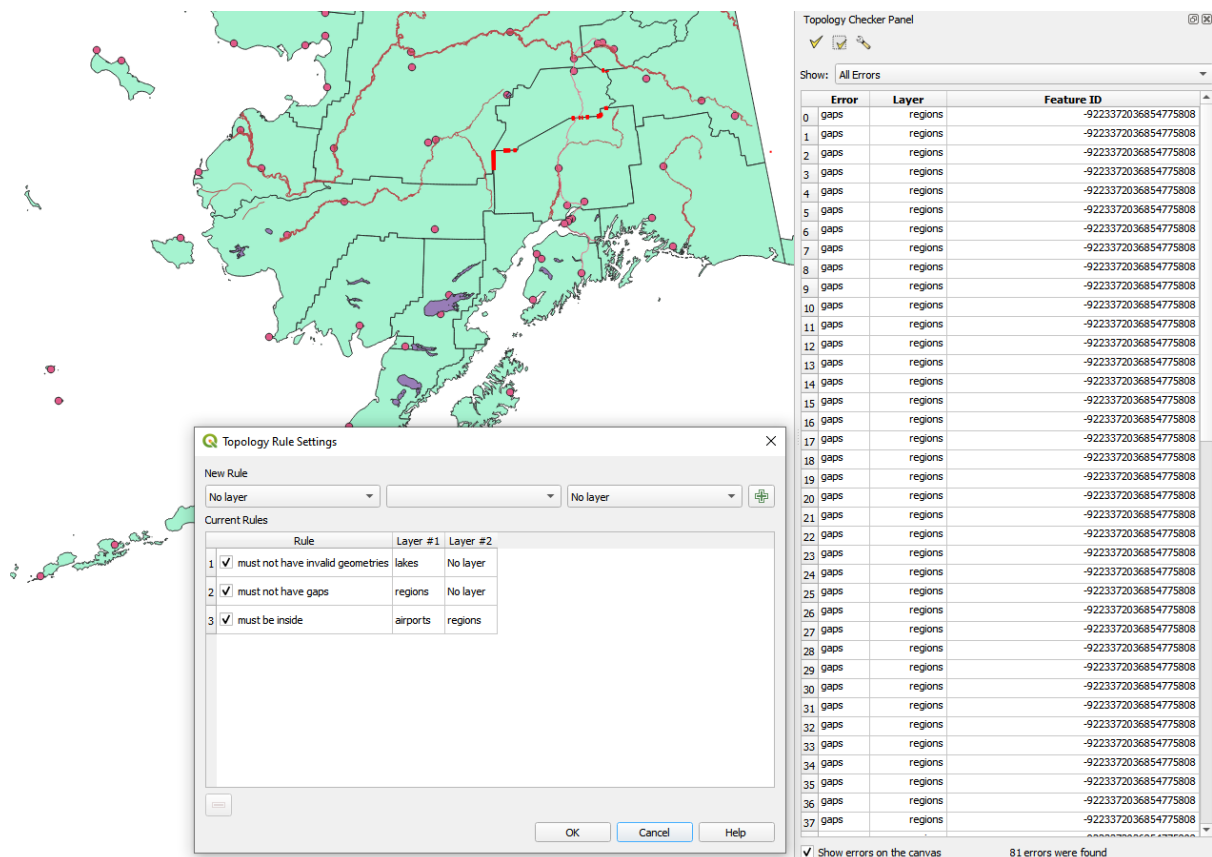 Topology Checker Panel
Show: All Errors
Error Layer Feature ID
0 gaps regions -9223372036854775808
1 gaps regions -9223372036854775808
2 gaps regions -9223372036854775808
3 gaps regions -9223372036854775808
4 gaps regions -9223372036854775808
5 gaps regions -9223372036854775808
6 gaps regions -9223372036854775808
7 gaps regions -9223372036854775808
8 gaps regions -9223372036854775808
9 gaps regions -9223372036854775808
10 gaps regions -9223372036854775808
11 gaps regions -9223372036854775808
12 gaps regions -9223372036854775808
13 gaps regions -9223372036854775808
14 gaps regions -9223372036854775808
15 gaps regions -9223372036854775808
16 gaps regions -9223372036854775808
17 gaps regions -9223372036854775808
18 gaps regions -9223372036854775808
19 gaps regions -9223372036854775808
20 gaps regions -9223372036854775808
21 gaps regions -9223372036854775808
22 gaps regions -9223372036854775808
23 gaps regions -9223372036854775808
24 gaps regions -9223372036854775808
25 gaps regions -9223372036854775808
26 gaps regions -9223372036854775808
27 gaps regions -9223372036854775808
28 gaps regions -9223372036854775808
29 gaps regions -9223372036854775808
30 gaps regions -9223372036854775808
31 gaps regions -9223372036854775808
32 gaps regions -9223372036854775808
33 gaps regions -9223372036854775808
34 gaps regions -9223372036854775808
35 gaps regions -9223372036854775808
36 gaps regions -9223372036854775808
37 gaps regions -9223372036854775808
Show errors on the canvas 81 errors were found
Topology Rule Settings
New Rule
No layer No layer
Current Rules
Rule Layer #1 Layer #2
1 must not have invalid geometries lakes No layer
2 must not have gaps regions No layer
3 must be inside airports regions
OK Cancel Help